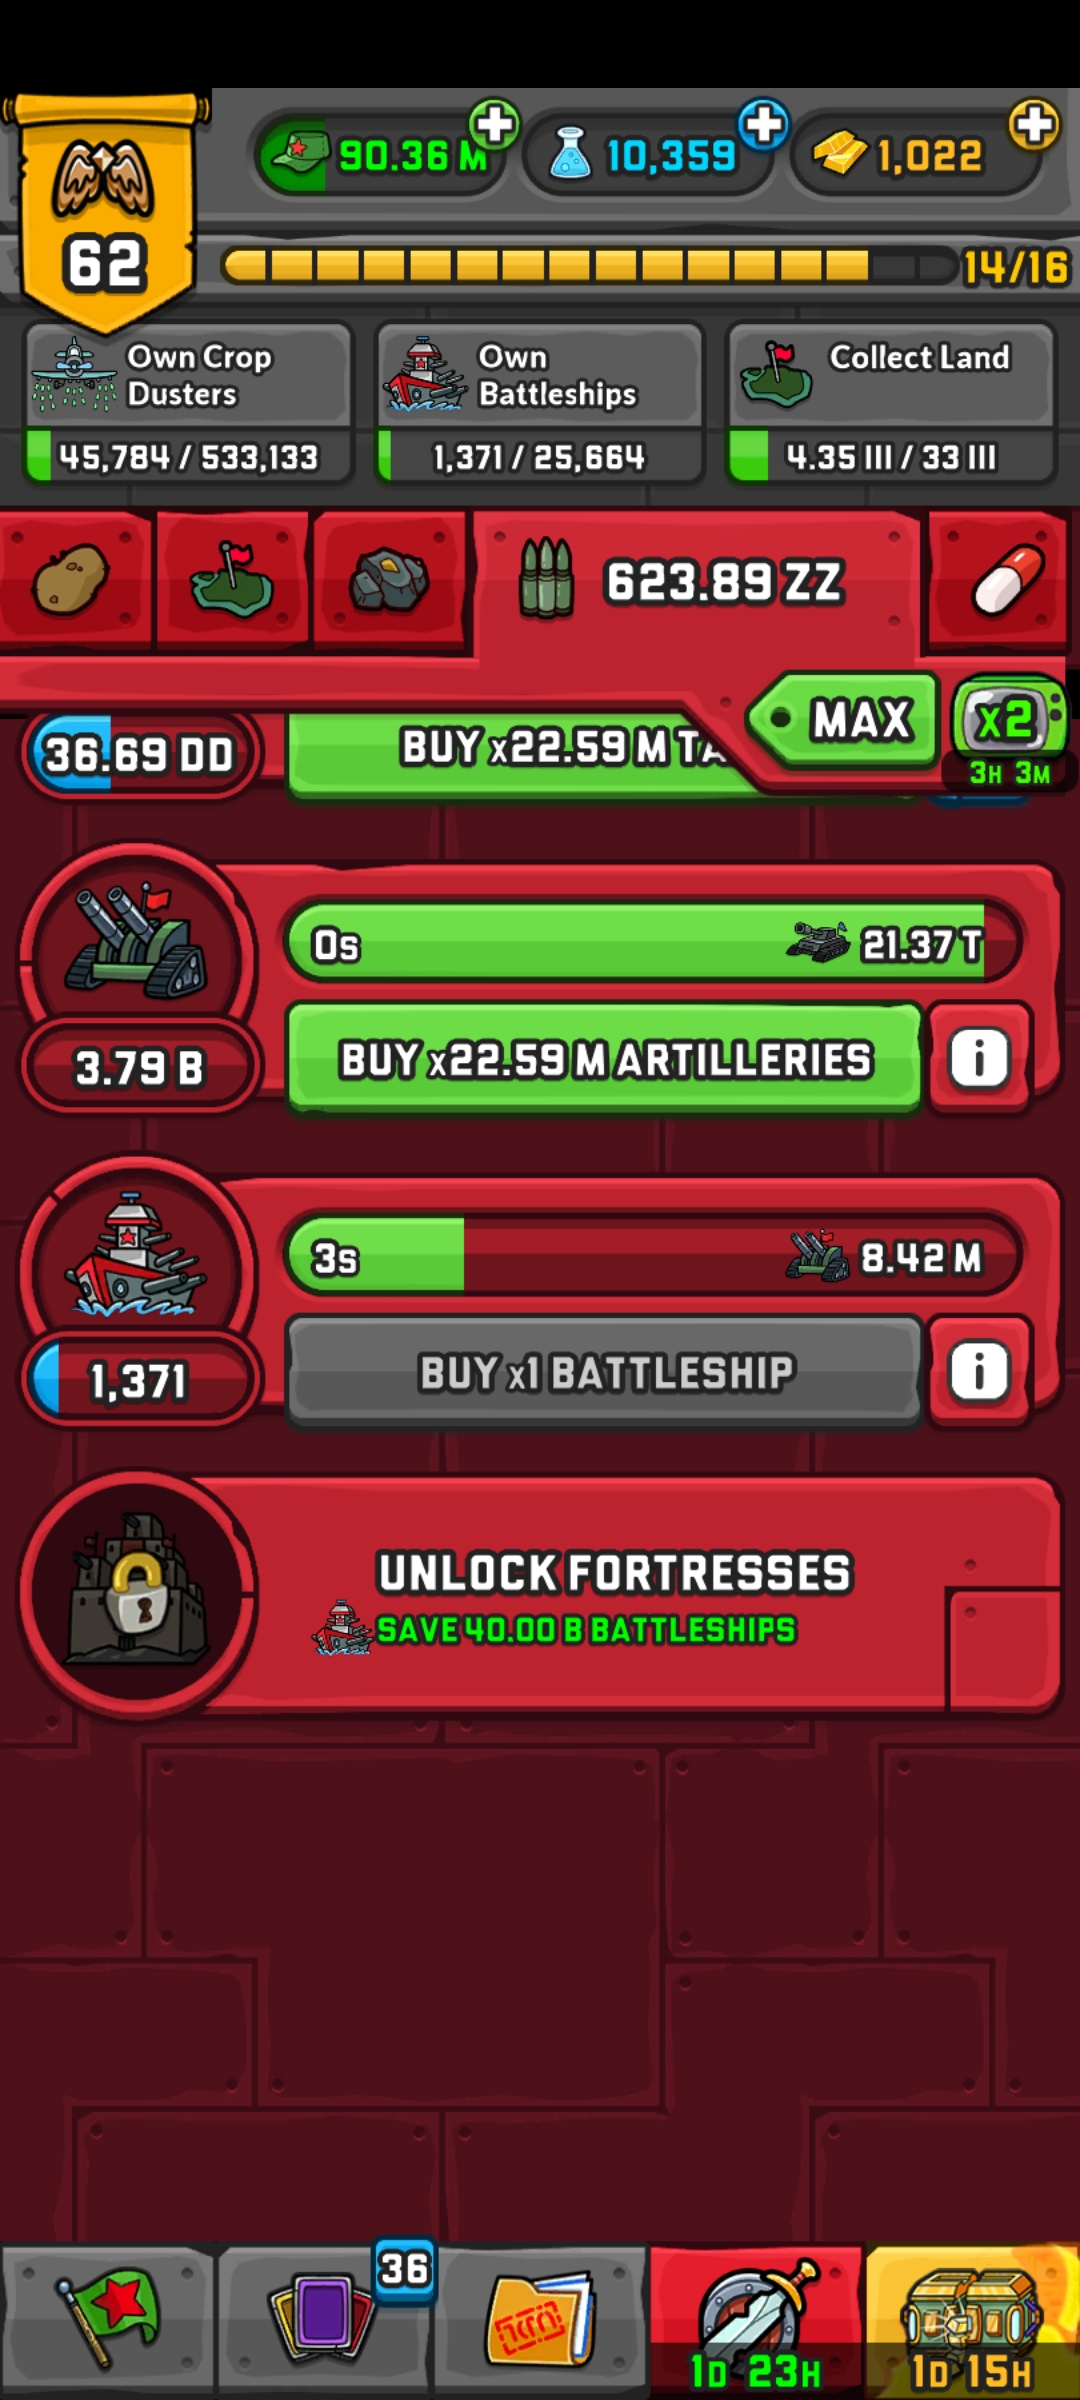 62
90.36 M
10,359
1,022
14/16
Own Crop
Dusters
45,784 / 533,133
Own
Battleships
1,371 / 25,664
Collect Land
4.35 III / 33 III
623.89 ZZ
MAX
x2
3H 3M
36.69 DD
BUY x22.59 M TA
0s
21.37 T
3.79 B
BUY x22.59 M ARTILLERIES
i
3s
8.42 M
1,371
BUY x1 BATTLESHIP
i
UNLOCK FORTRESSES
SAVE 40.00 B BATTLESHIPS
36
1D 23H
1D 15H